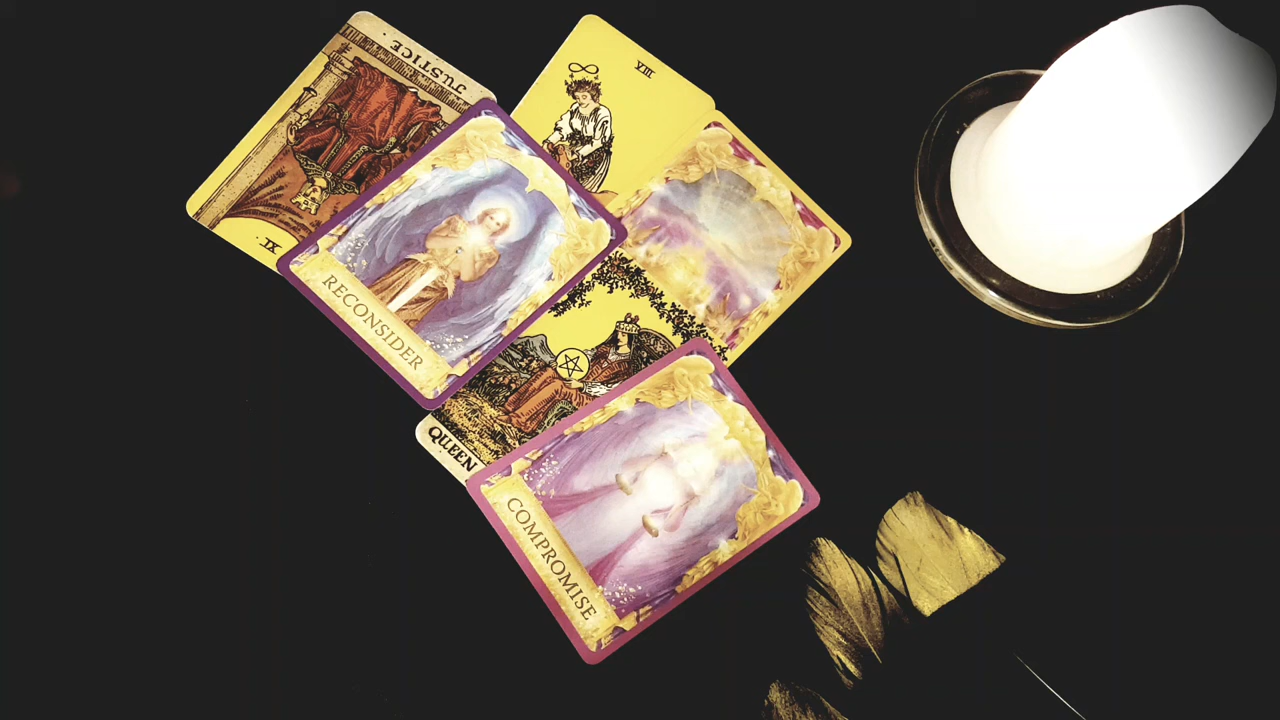 JUSTICE
VIII
XI
RECONSIDER
QUEEN
COMPROMISE